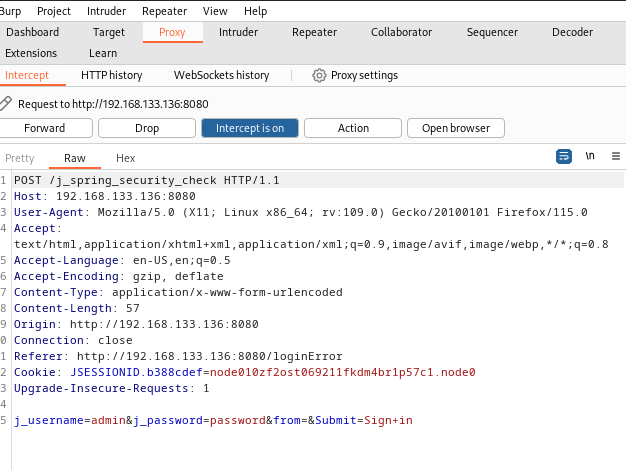 Burp Project Intruder Repeater View Help
Dashboard Target Proxy Intruder Repeater Collaborator Sequencer Decoder
Extensions Learn
Intercept HTTP history WebSockets history Proxy settings
Request to http://192.168.133.136:8080
Forward Drop Intercept is on Action Open browser
Pretty Raw Hex \n
1 POST /j_spring_security_check HTTP/1.1
2 Host: 192.168.133.136:8080
3 User-Agent: Mozilla/5.0 (X11; Linux x86_64; rv:109.0) Gecko/20100101 Firefox/115.0
4 Accept:
text/html,application/xhtml+xml,application/xml;q=0.9,image/avif,image/webp,*/*;q=0.8
5 Accept-Language: en-US,en;q=0.5
6 Accept-Encoding: gzip, deflate
7 Content-Type: application/x-www-form-urlencoded
8 Content-Length: 57
9 Origin: http://192.168.133.136:8080
0 Connection: close
1 Referer: http://192.168.133.136:8080/loginError
2 Cookie: JSESSIONID.b388cdef=node010zf2ost069211fkdm4br1p57c1.node0
3 Upgrade-Insecure-Requests: 1
4
5 j_username=admin&j_password=password&from=&Submit=Sign+in